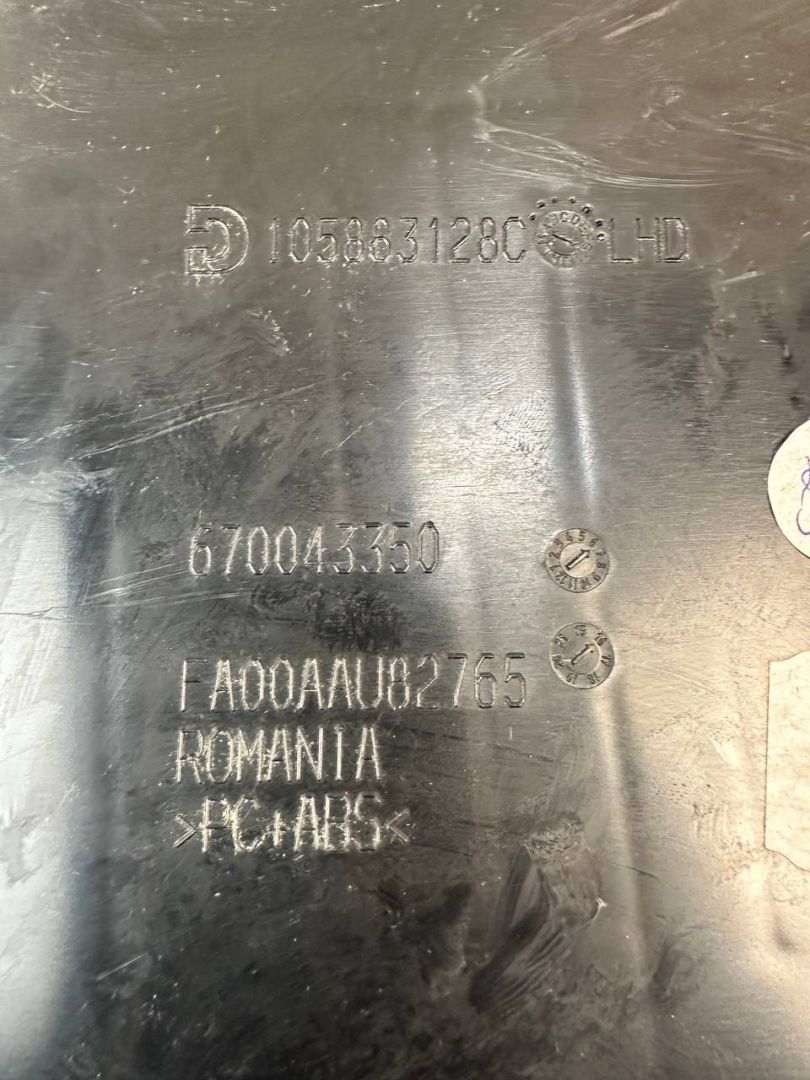 105883128C LHD
670043350
FA00AAU82765
ROMANIA
>PC+ABS<